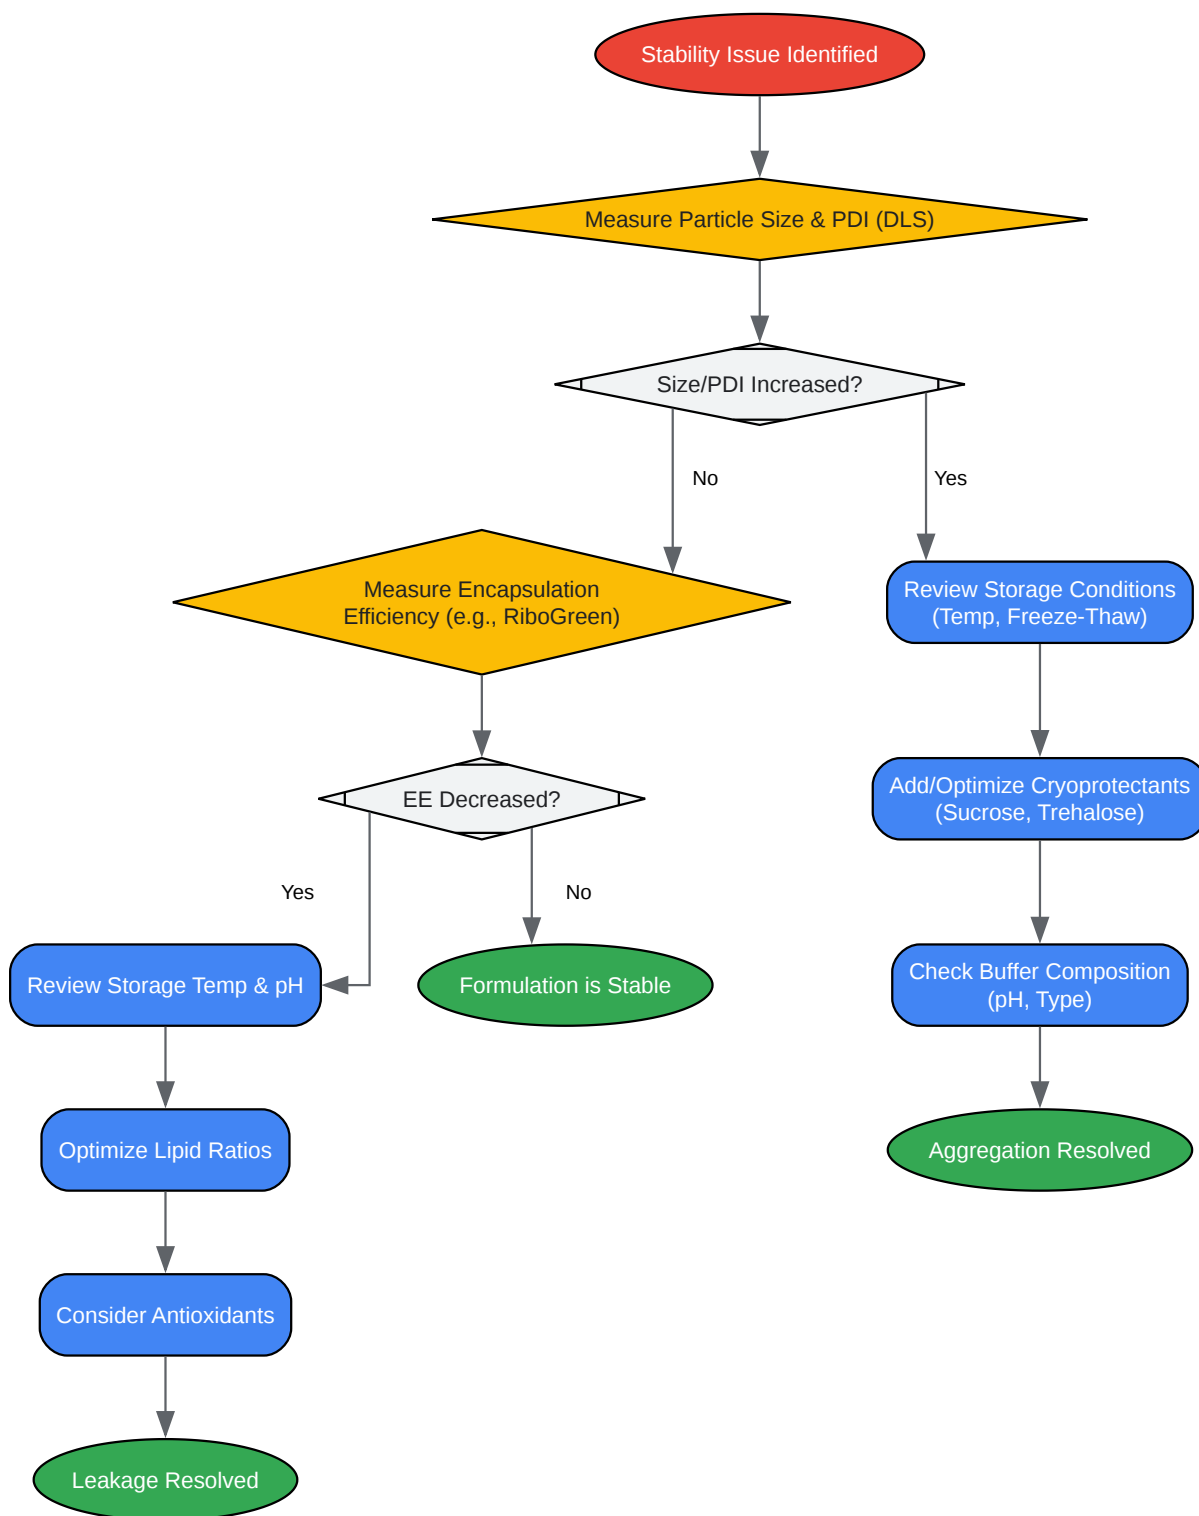 Stability Issue Identified
Measure Particle Size & PDI (DLS)
Size/PDI Increased?
No
Yes
Measure Encapsulation
Efficiency (e.g., RiboGreen)
Review Storage Conditions
(Temp, Freeze-Thaw)
EE Decreased?
Add/Optimize Cryoprotectants
(Sucrose, Trehalose)
Yes
No
Review Storage Temp & pH
Formulation is Stable
Check Buffer Composition
(pH, Type)
Optimize Lipid Ratios
Aggregation Resolved
Consider Antioxidants
Leakage Resolved